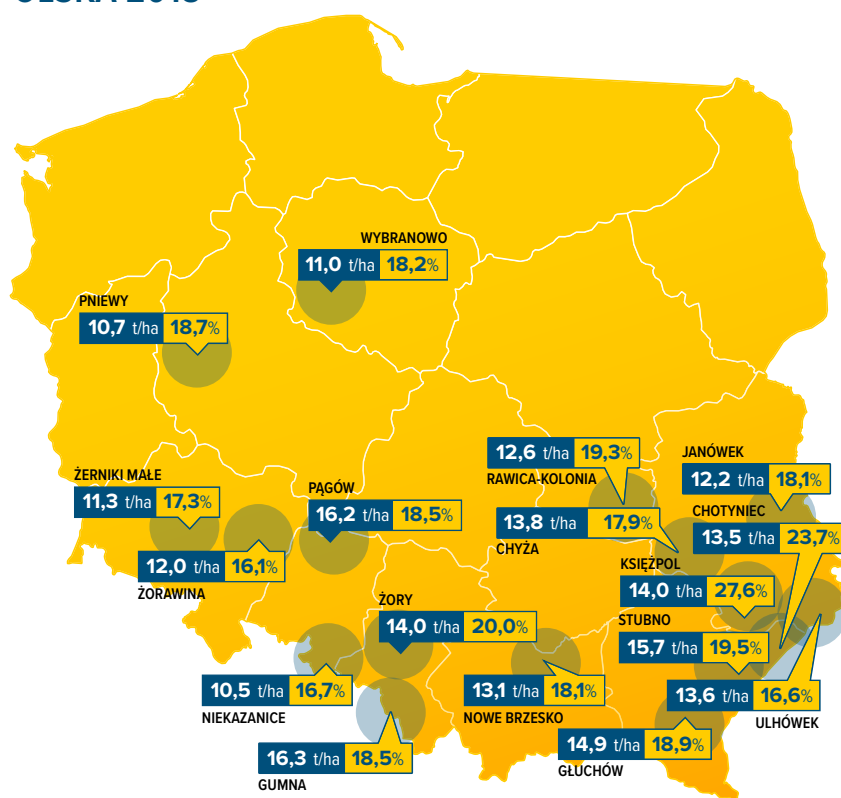 WYBRANOWO
11,0 t/ha 18,2%
PNIEWY
10,7 t/ha 18,7%
ŻERNIKI MAŁE
11,3 t/ha 17,3%
12,0 t/ha 16,1%
ŻORAWINA
PĄGÓW
16,2 t/ha 18,5%
12,6 t/ha 19,3%
RAWICA-KOLONIA
13,8 t/ha 17,9%
CHYŻA
JANÓWEK
12,2 t/ha 18,1%
CHOTYNIEC
13,5 t/ha 23,7%
KSIĘŻPOL
14,0 t/ha 27,6%
STUBNO
15,7 t/ha 19,5%
13,6 t/ha 16,6%
ULHÓWEK
ŻORY
14,0 t/ha 20,0%
10,5 t/ha 16,7%
NIEKAZANICE
13,1 t/ha 18,1%
NOWE BRZESKO
16,3 t/ha 18,5%
GUMNA
14,9 t/ha 18,9%
GŁUCHÓW